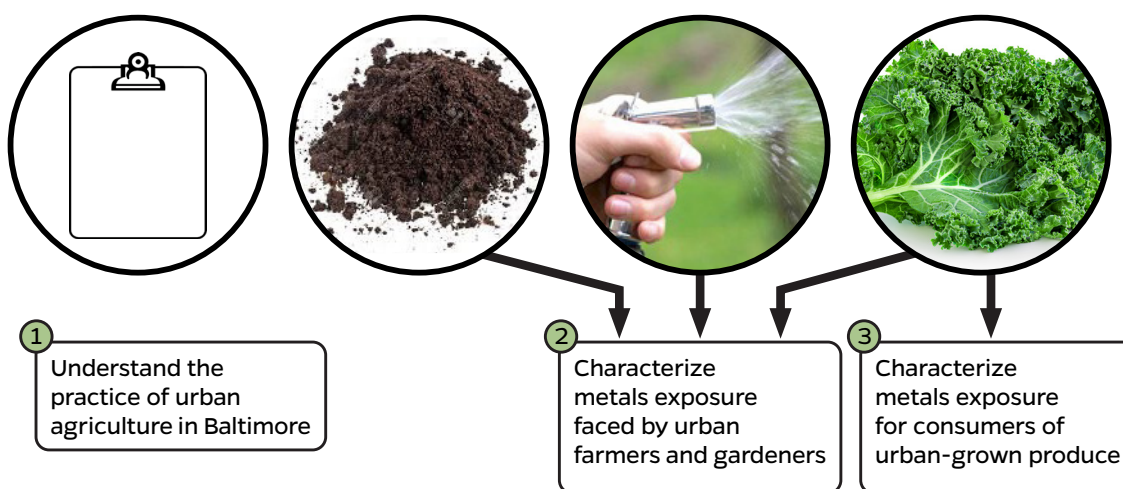 1
Understand the
practice of urban
agriculture in Baltimore
2
Characterize
metals exposure
faced by urban
farmers and gardeners
3
Characterize
metals exposure
for consumers of
urban-grown produce